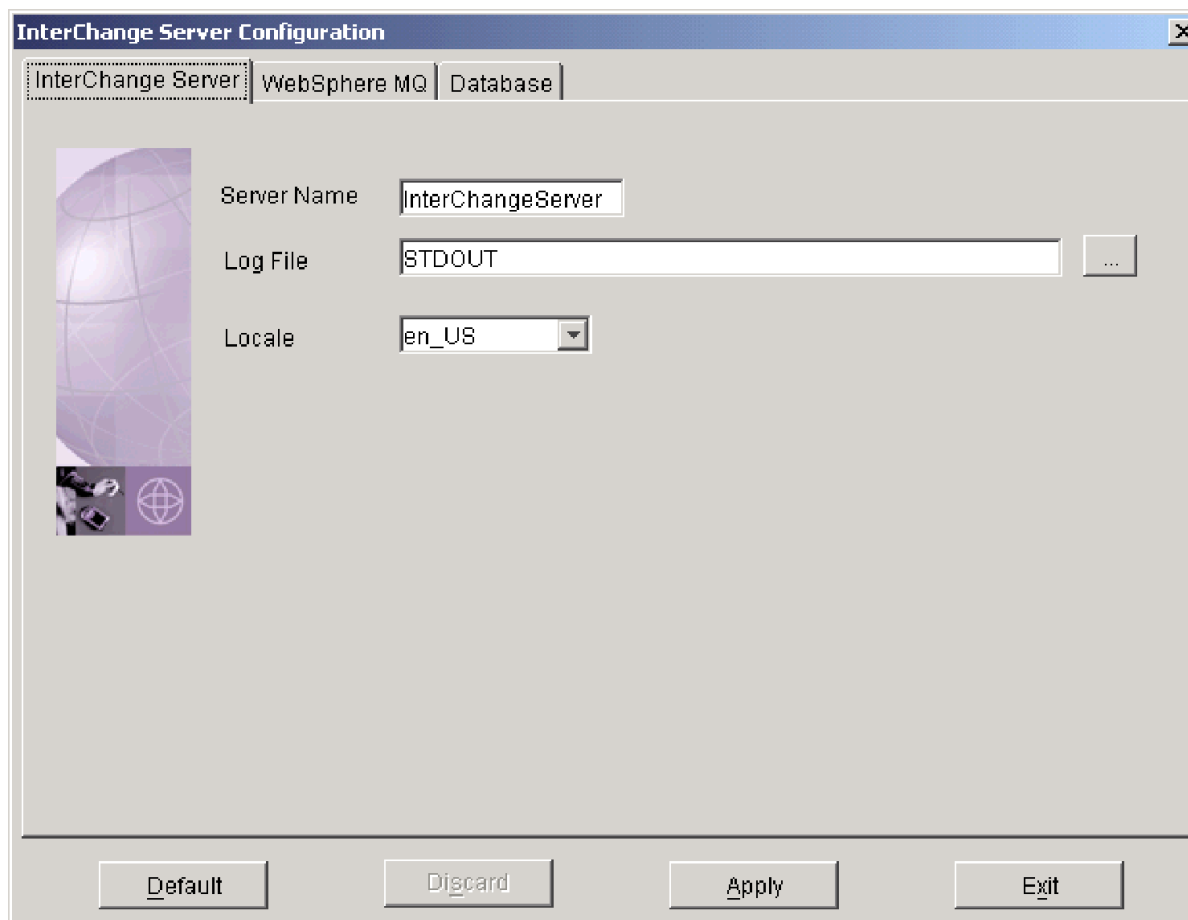 InterChange Server Configuration
InterChange Server WebSphere MQ Database
Server Name InterChangeServer
Log File STDOUT ...
Locale en_US
Default Discard Apply Exit